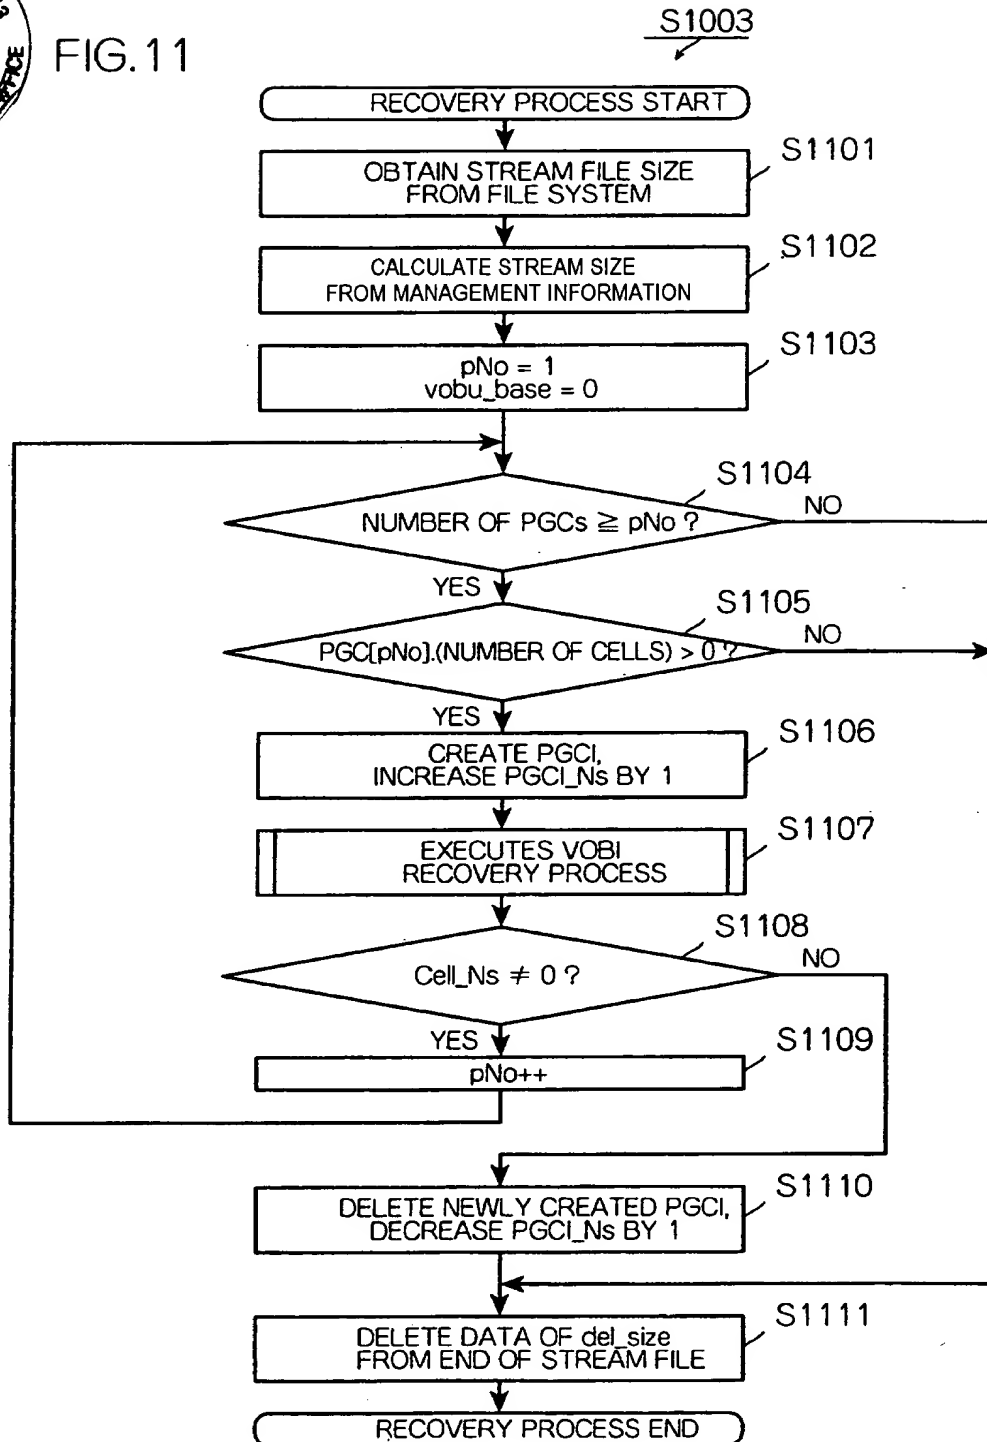 S1003
FIG.11
OFFICE
RECOVERY PROCESS START
S1101
OBTAIN STREAM FILE SIZE
FROM FILE SYSTEM
S1102
CALCULATE STREAM SIZE
FROM MANAGEMENT INFORMATION
S1103
pNo = 1
vobu_base = 0
S1104
NUMBER OF PGCs ≧ pNo ?
NO
YES
S1105
PGC[pNo].(NUMBER OF CELLS) > 0 ?
NO
YES
S1106
CREATE PGCI,
INCREASE PGCI_Ns BY 1
S1107
EXECUTES VOBI
RECOVERY PROCESS
S1108
Cell_Ns ≠ 0 ?
NO
YES
S1109
pNo++
S1110
DELETE NEWLY CREATED PGCI,
DECREASE PGCI_Ns BY 1
S1111
DELETE DATA OF del_size
FROM END OF STREAM FILE
RECOVERY PROCESS END